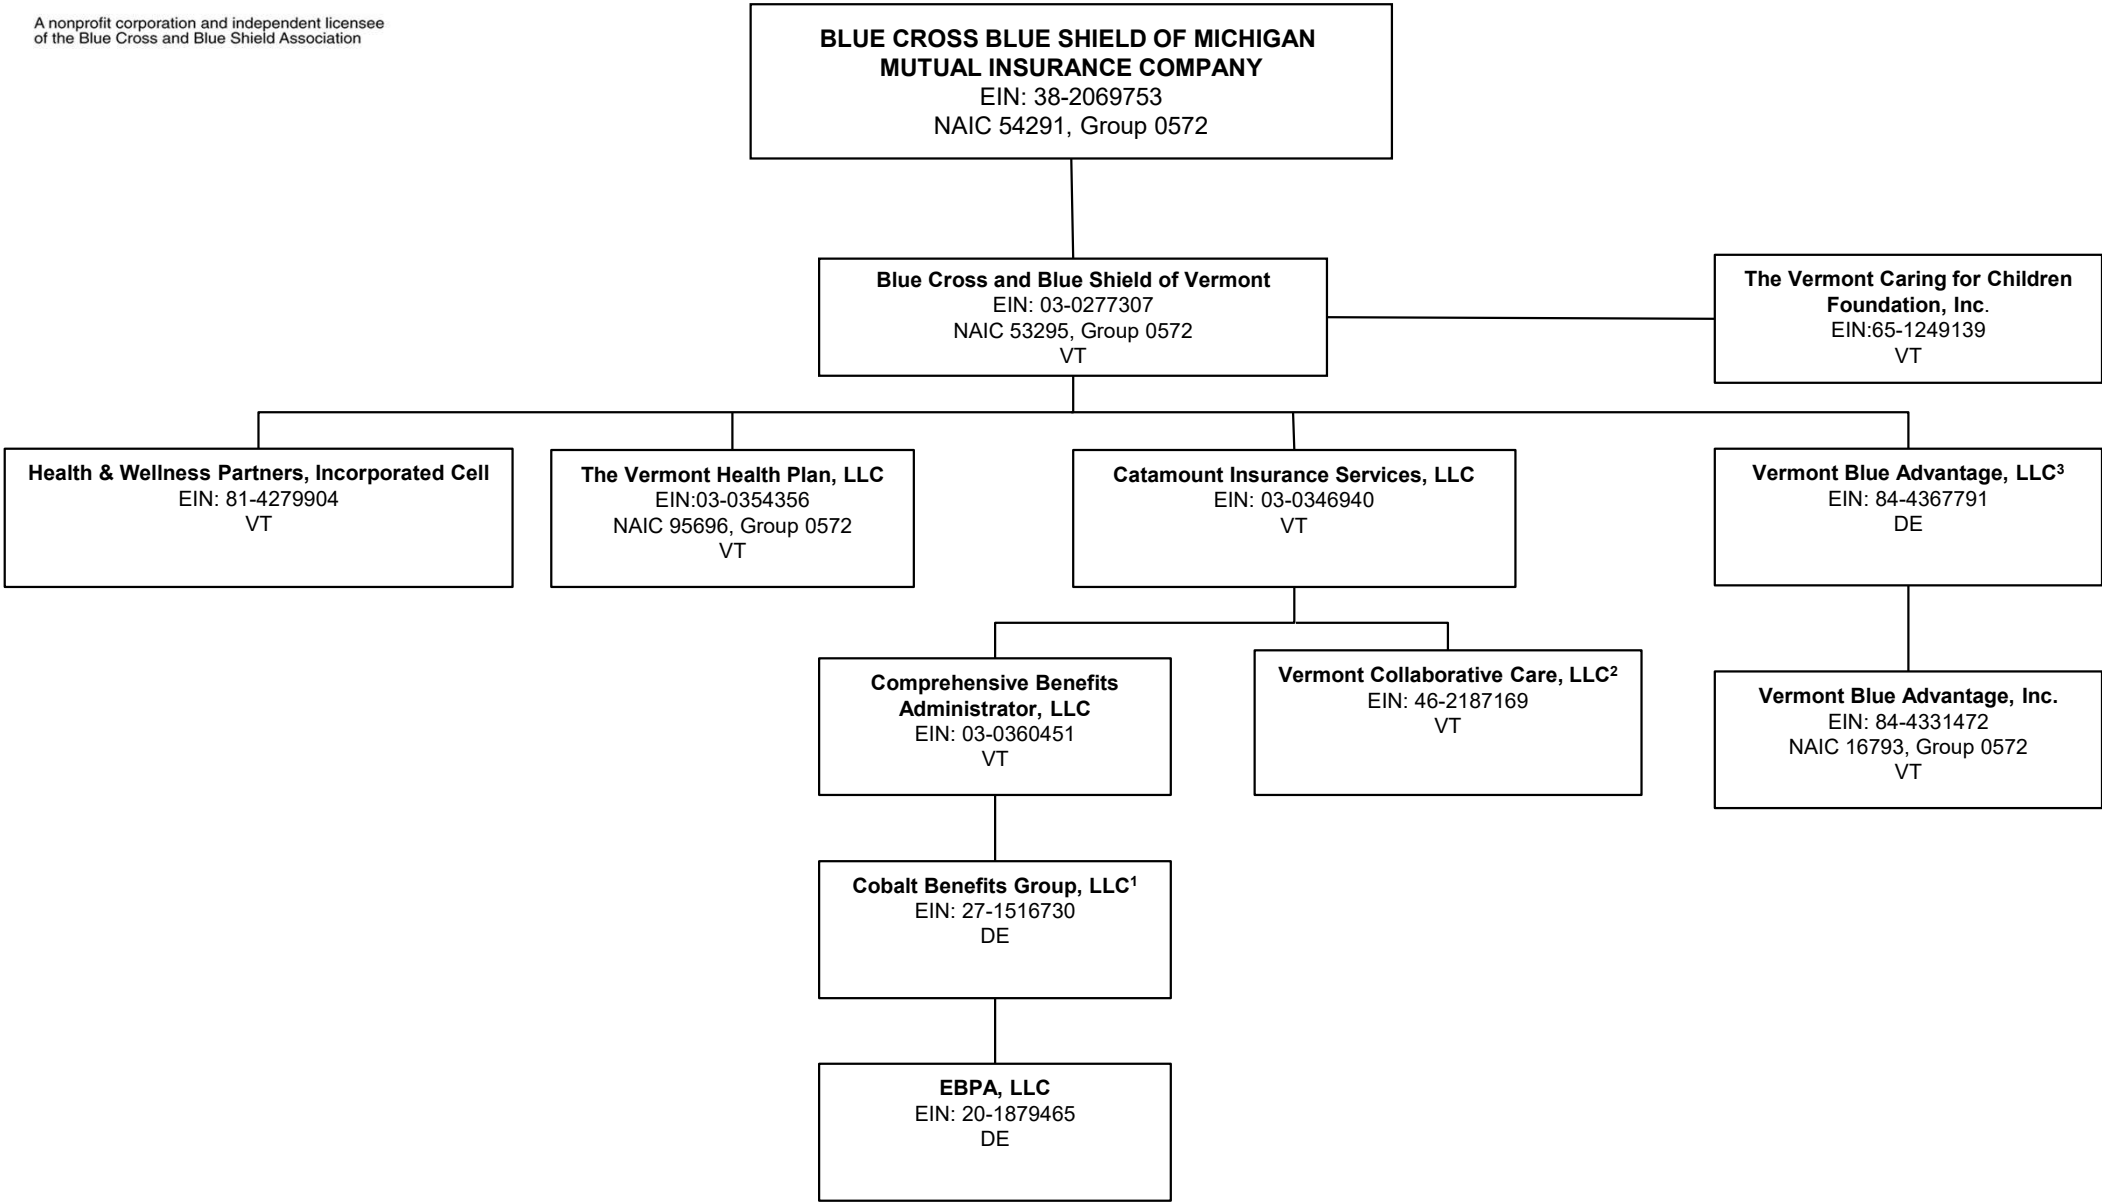 A nonprofit corporation and independent licensee
of the Blue Cross and Blue Shield Association
BLUE CROSS BLUE SHIELD OF MICHIGAN
MUTUAL INSURANCE COMPANY
EIN: 38-2069753
NAIC 54291, Group 0572
Blue Cross and Blue Shield of Vermont
EIN: 03-0277307
NAIC 53295, Group 0572
VT
The Vermont Caring for Children
Foundation, Inc.
EIN:65-1249139
VT
Health & Wellness Partners, Incorporated Cell
EIN: 81-4279904
VT
The Vermont Health Plan, LLC
EIN:03-0354356
NAIC 95696, Group 0572
VT
Catamount Insurance Services, LLC
EIN: 03-0346940
VT
Vermont Blue Advantage, LLC³
EIN: 84-4367791
DE
Comprehensive Benefits
Administrator, LLC
EIN: 03-0360451
VT
Vermont Collaborative Care, LLC²
EIN: 46-2187169
VT
Vermont Blue Advantage, Inc.
EIN: 84-4331472
NAIC 16793, Group 0572
VT
Cobalt Benefits Group, LLC¹
EIN: 27-1516730
DE
EBPA, LLC
EIN: 20-1879465
DE